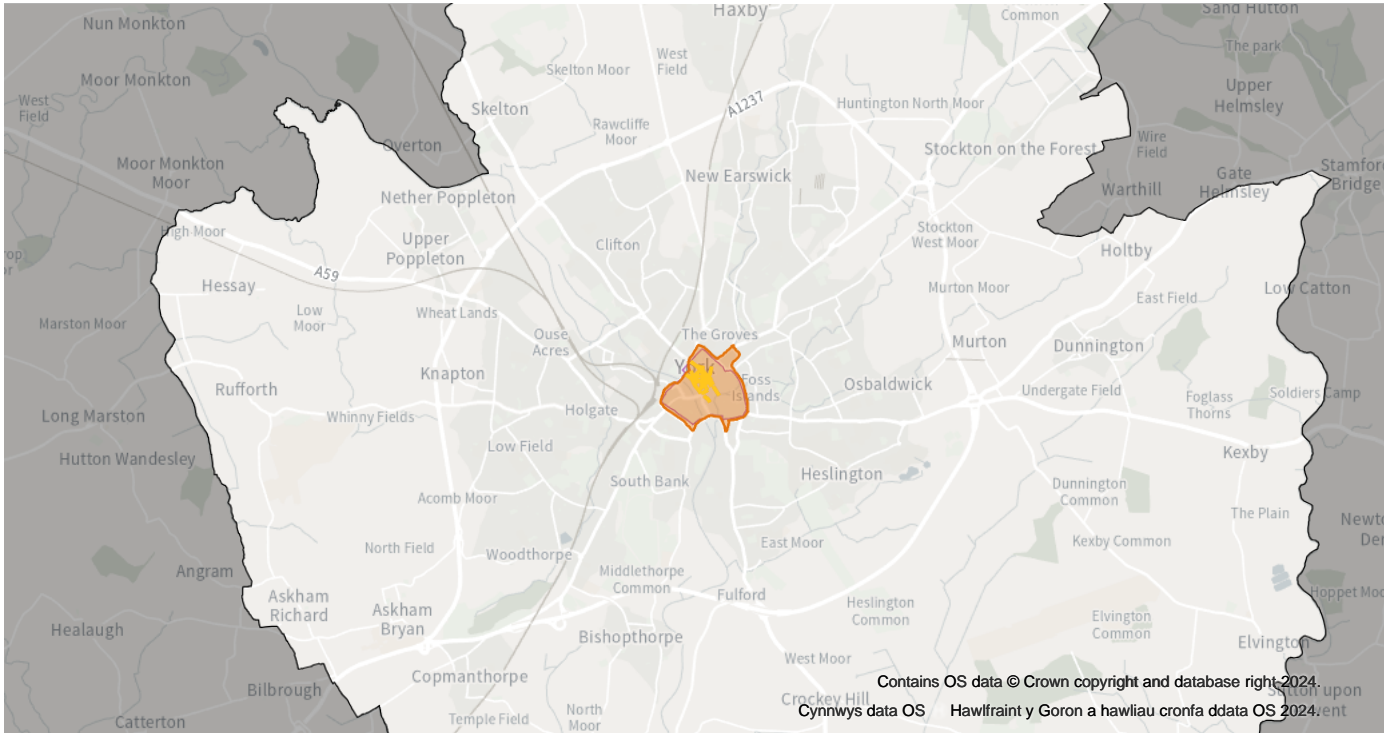 Nun Monkton
Haxby
Common
Sand Hutton
The park
Moor Monkton
West
Field
Skelton Moor
Upper
Helmsley
West
Field
Skelton
A1237
Huntington North Moor
Rawcliffe
Moor
Overton
Wire
Field
Stockton on the Forest
Moor Monkton
Moor
New Earswick
Gate
Helmsley
Stamford
Bridge
Warthill
Nether Poppleton
High Moor
Upper
Poppleton
Clifton
Stockton
West Moor
Holtby
A59
Hessay
Murton Moor
Low Catton
East Field
Low
Moor
Wheat Lands
Marston Moor
The Groves
Ouse
Acres
Murton
Dunnington
York
Knapton
Foss
Islands
Osbaldwick
Rufforth
Undergate Field
Soldiers Camp
Foglass
Thorns
Long Marston
Whinny Fields
Holgate
Low Field
Kexby
Hutton Wandesley
Heslington
South Bank
Dunnington
Common
Acomb Moor
The Plain
North Field
East Moor
Kexby Common
Woodthorpe
Angram
Middlethorpe
Common
Fulford
Askham
Richard
Askham
Bryan
Heslington
Common
Elvington
Common
Healaugh
Bishopthorpe
Elvington
West Moor
Copmanthorpe
Contains OS data © Crown copyright and database right 2024.
Bilbrough
Crockey Hill
Sutton upon
Cynnwys data OS Hawlfraint y Goron a hawliau cronfa ddata OS 2024.
Catterton
Temple Field
North
Moor